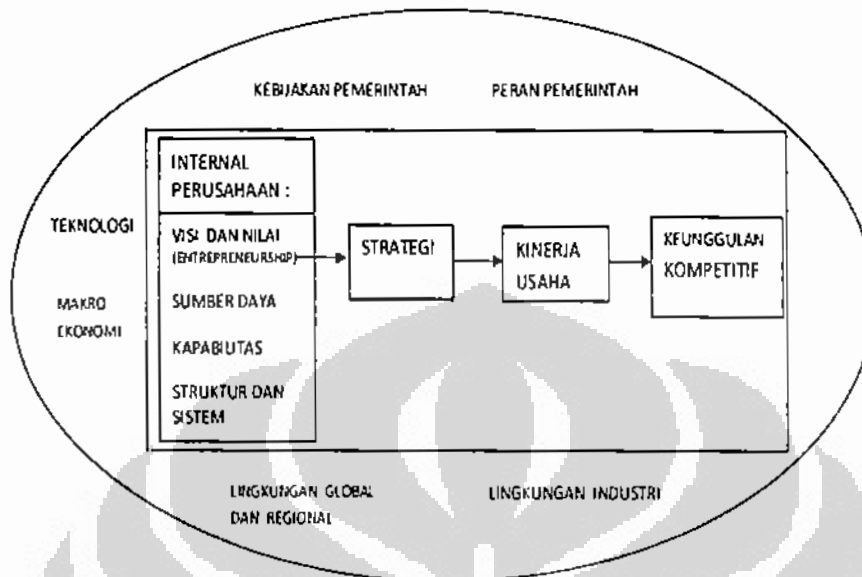 KEBIJAKAN PEMERINTAH
PERAN PEMERINTAH
INTERNAL
PERUSAHAAN :
TEKNOLOGI
VISI DAN NILAI
(ENTREPRENEURSHIP)
STRATEGI
KINERJA
USAHA
KEUNGGULAN
KOMPETITIF
MAKRO
EKONOMI
SUMBER DAYA
KAPABILITAS
STRUKTUR DAN
SISTEM
LINGKUNGAN GLOBAL
DAN REGIONAL
LINGKUNGAN INDUSTRI